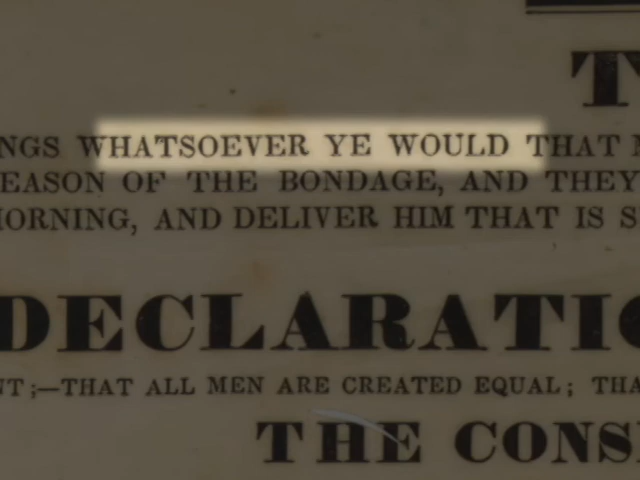 T
NGS WHATSOEVER YE WOULD THAT
EASON OF THE BONDAGE, AND THEY
MORNING, AND DELIVER HIM THAT IS S
DECLARATIO
NT;—THAT ALL MEN ARE CREATED EQUAL; THA
THE CONS